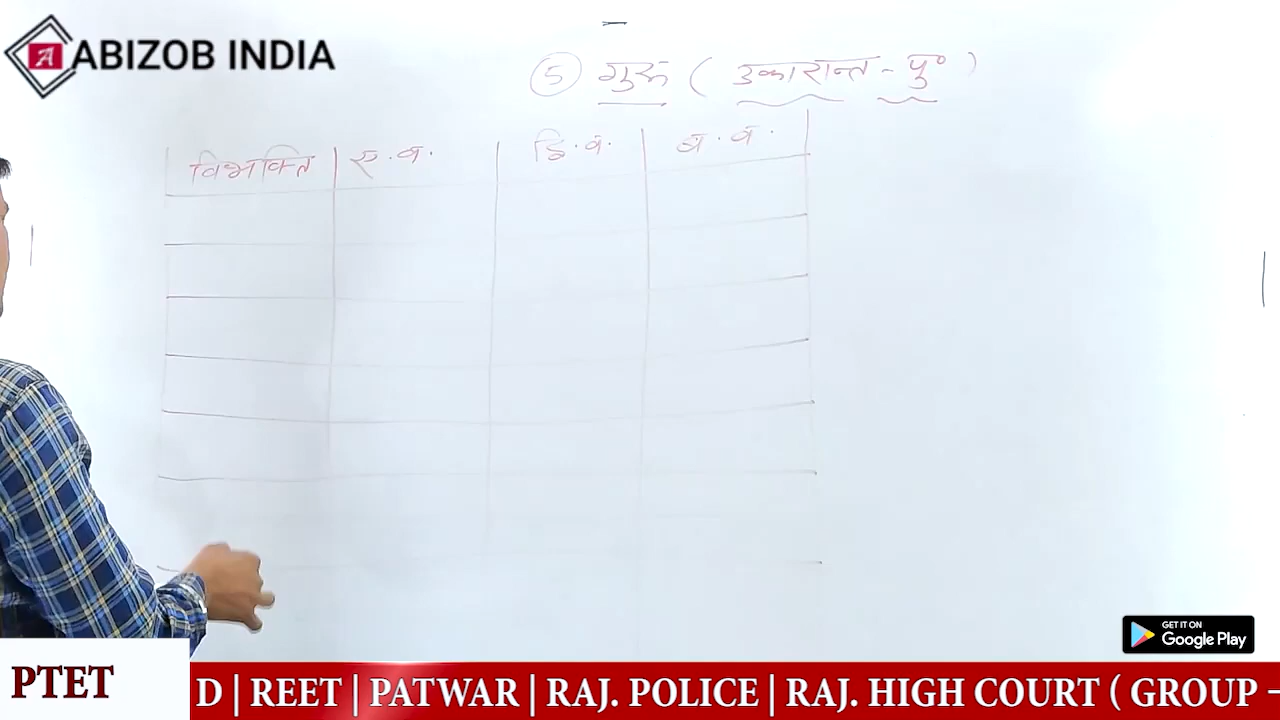 ABIZOB INDIA
5 गुरु ( उकारान्त - पु० )
विभक्ति ए.व. द्वि.व. ब.व.
GET IT ON
Google Play
PTET
D | REET | PATWAR | RAJ. POLICE | RAJ. HIGH COURT ( GROUP -